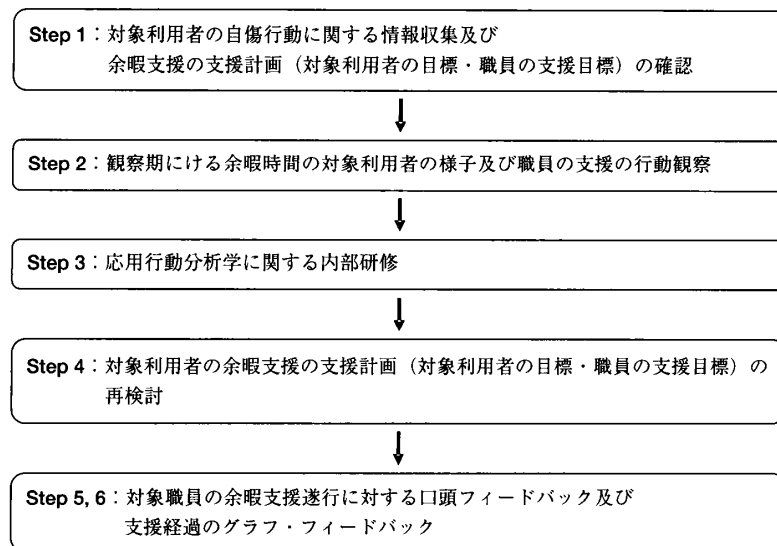 Step 1：対象利用者の自傷行動に関する情報収集及び
余暇支援の支援計画（対象利用者の目標・職員の支援目標）の確認
Step 2：観察期にける余暇時間の対象利用者の様子及び職員の支援の行動観察
Step 3：応用行動分析学に関する内部研修
Step 4：対象利用者の余暇支援の支援計画（対象利用者の目標・職員の支援目標）の
再検討
Step 5, 6：対象職員の余暇支援遂行に対する口頭フィードバック及び
支援経過のグラフ・フィードバック